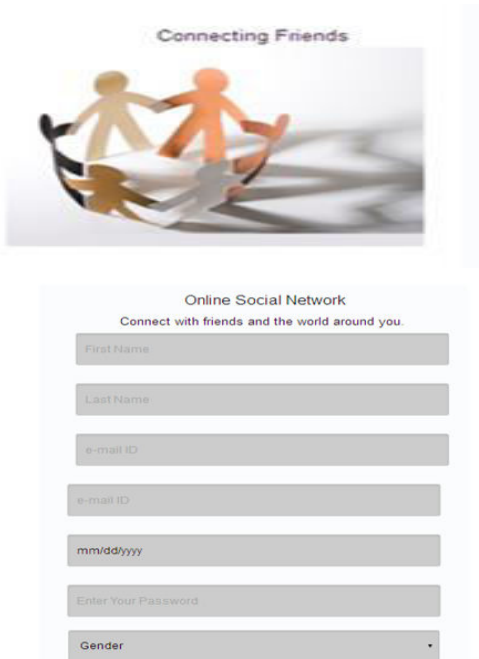 Connecting Friends
Online Social Network
Connect with friends and the world around you.
First Name
Last Name
e-mail ID
e-mail ID
mm/dd/yyyy
Enter Your Password
Gender